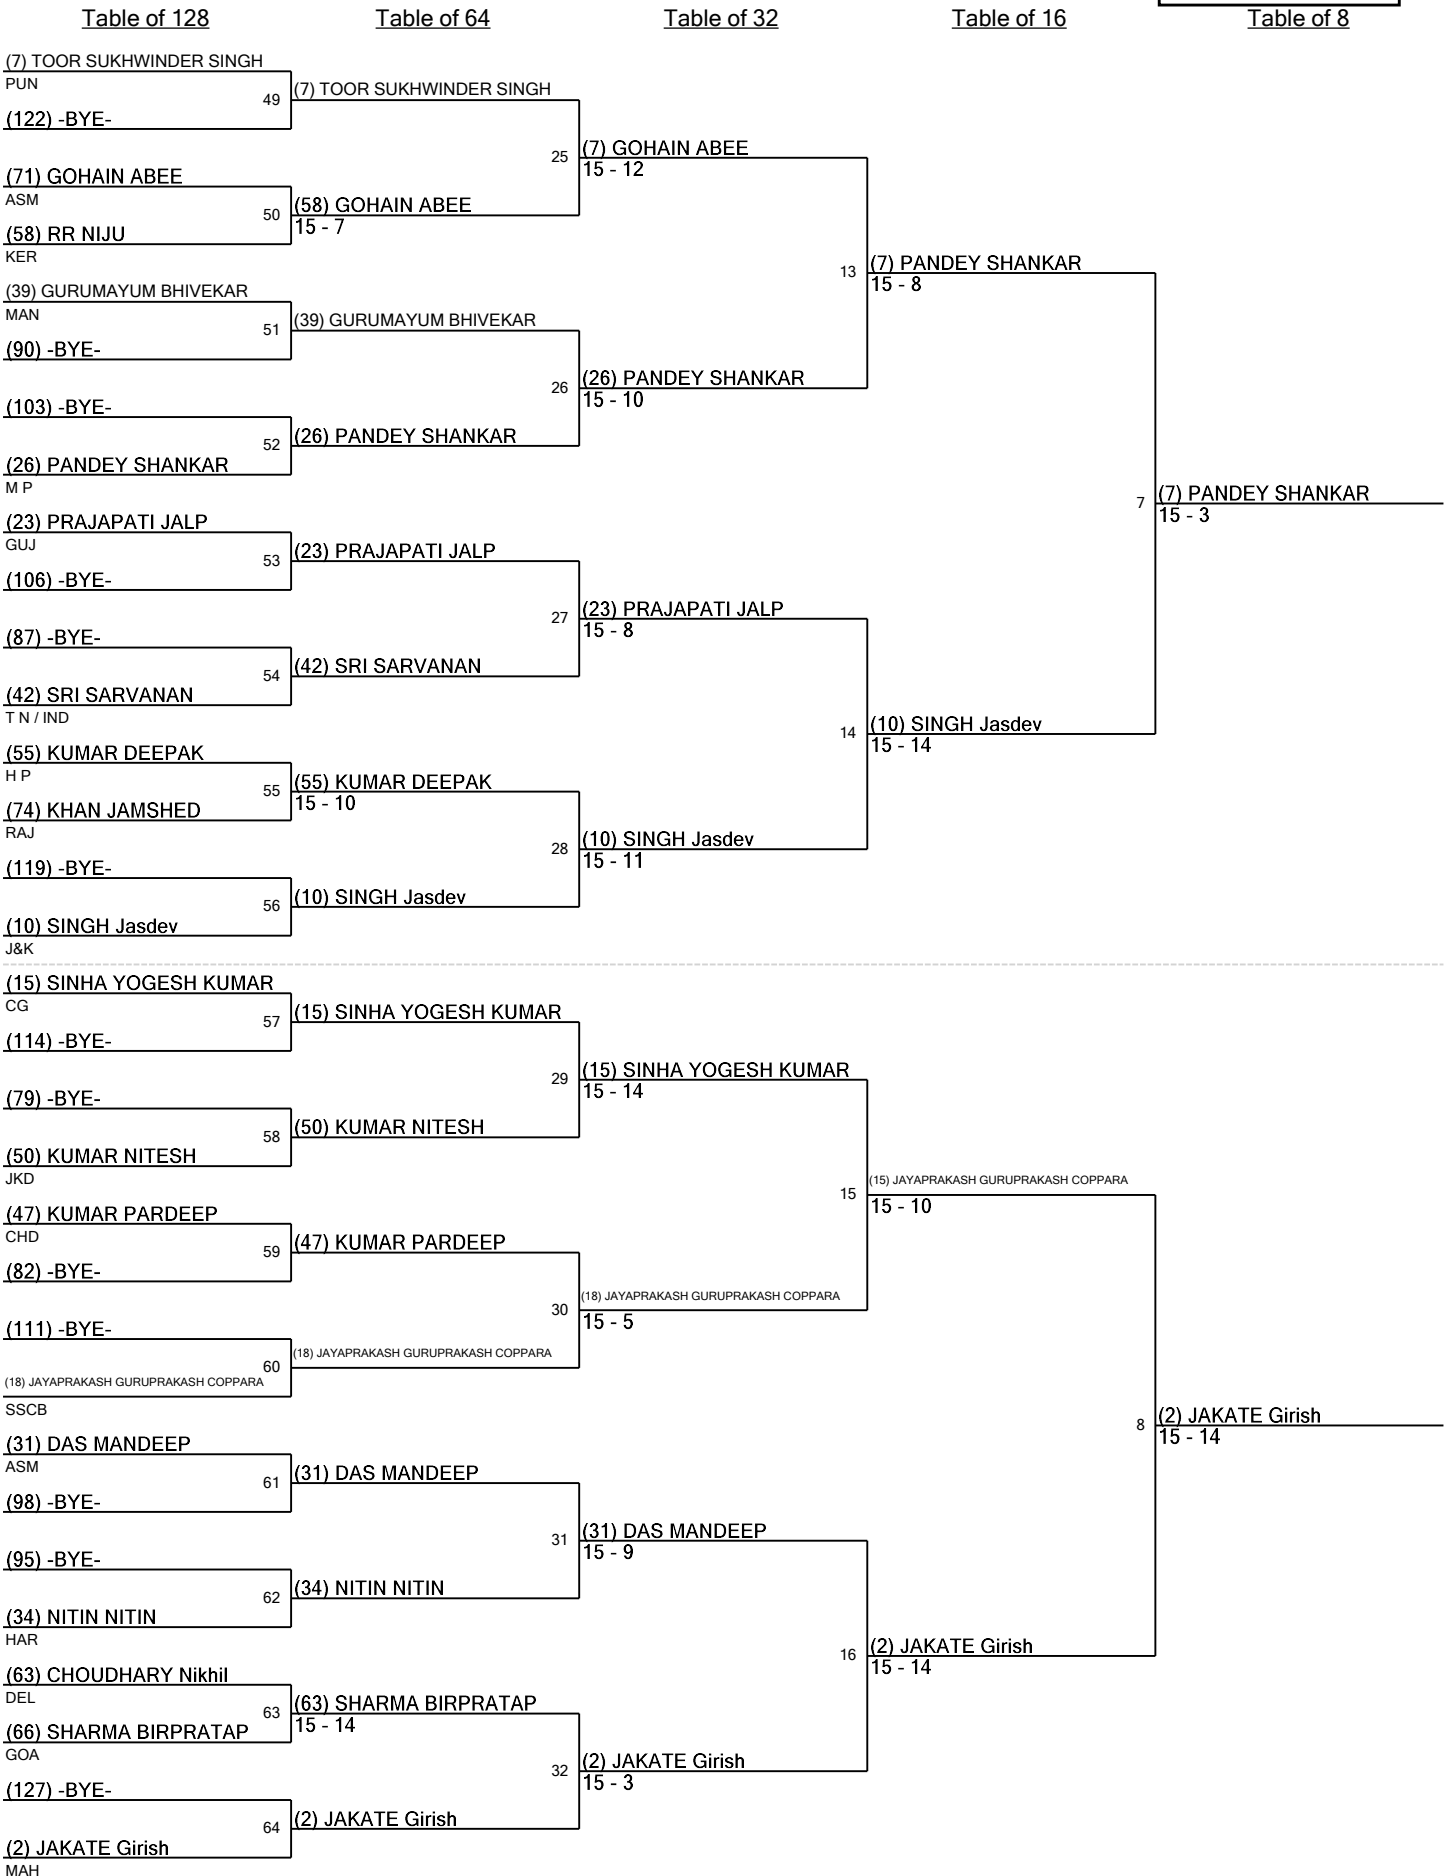 Table of 128
Table of 64
Table of 32
Table of 16
Table of 8
(7) TOOR SUKHWINDER SINGH
PUN
49
(7) TOOR SUKHWINDER SINGH
(122) -BYE-
25
(7) GOHAIN ABEE
15 - 12
(71) GOHAIN ABEE
ASM
50
(58) GOHAIN ABEE
15 - 7
(58) RR NIJU
KER
13
(7) PANDEY SHANKAR
15 - 8
(39) GURUMAYUM BHIVEKAR
MAN
51
(39) GURUMAYUM BHIVEKAR
(90) -BYE-
26
(26) PANDEY SHANKAR
15 - 10
(103) -BYE-
52
(26) PANDEY SHANKAR
(26) PANDEY SHANKAR
M P
7
(7) PANDEY SHANKAR
15 - 3
(23) PRAJAPATI JALP
GUJ
53
(23) PRAJAPATI JALP
(106) -BYE-
27
(23) PRAJAPATI JALP
15 - 8
(87) -BYE-
54
(42) SRI SARVANAN
(42) SRI SARVANAN
T N / IND
14
(10) SINGH Jasdev
15 - 14
(55) KUMAR DEEPAK
H P
55
(55) KUMAR DEEPAK
15 - 10
(74) KHAN JAMSHED
RAJ
28
(10) SINGH Jasdev
15 - 11
(119) -BYE-
56
(10) SINGH Jasdev
(10) SINGH Jasdev
J&K
(15) SINHA YOGESH KUMAR
CG
57
(15) SINHA YOGESH KUMAR
(114) -BYE-
29
(15) SINHA YOGESH KUMAR
15 - 14
(79) -BYE-
58
(50) KUMAR NITESH
(50) KUMAR NITESH
JKD
15
(15) JAYAPRAKASH GURUPRAKASH COPPARA
15 - 10
(47) KUMAR PARDEEP
CHD
59
(47) KUMAR PARDEEP
(82) -BYE-
30
(18) JAYAPRAKASH GURUPRAKASH COPPARA
15 - 5
(111) -BYE-
60
(18) JAYAPRAKASH GURUPRAKASH COPPARA
(18) JAYAPRAKASH GURUPRAKASH COPPARA
SSCB
8
(2) JAKATE Girish
15 - 14
(31) DAS MANDEEP
ASM
61
(31) DAS MANDEEP
(98) -BYE-
31
(31) DAS MANDEEP
15 - 9
(95) -BYE-
62
(34) NITIN NITIN
(34) NITIN NITIN
HAR
16
(2) JAKATE Girish
15 - 14
(63) CHOUDHARY Nikhil
DEL
63
(63) SHARMA BIRPRATAP
15 - 14
(66) SHARMA BIRPRATAP
GOA
32
(2) JAKATE Girish
15 - 3
(127) -BYE-
64
(2) JAKATE Girish
(2) JAKATE Girish
MAH